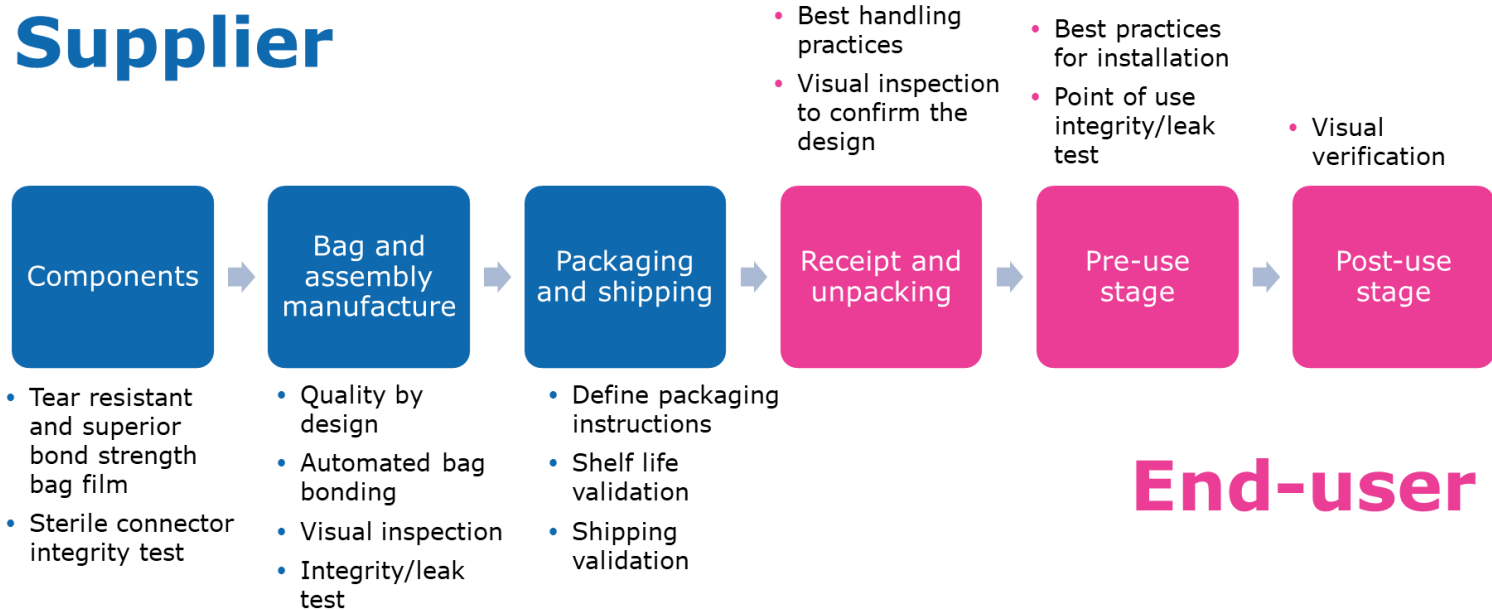 Supplier
• Best handling
practices
• Visual inspection
to confirm the
design
• Best practices
for installation
• Point of use
integrity/leak
test
• Visual
verification
Components
Bag and
assembly
manufacture
Packaging
and shipping
Receipt and
unpacking
Pre-use
stage
Post-use
stage
• Tear resistant
and superior
bond strength
bag film
• Sterile connector
integrity test
• Quality by
design
• Automated bag
bonding
• Visual inspection
• Integrity/leak
test
• Define packaging
instructions
• Shelf life
validation
• Shipping
validation
End-user